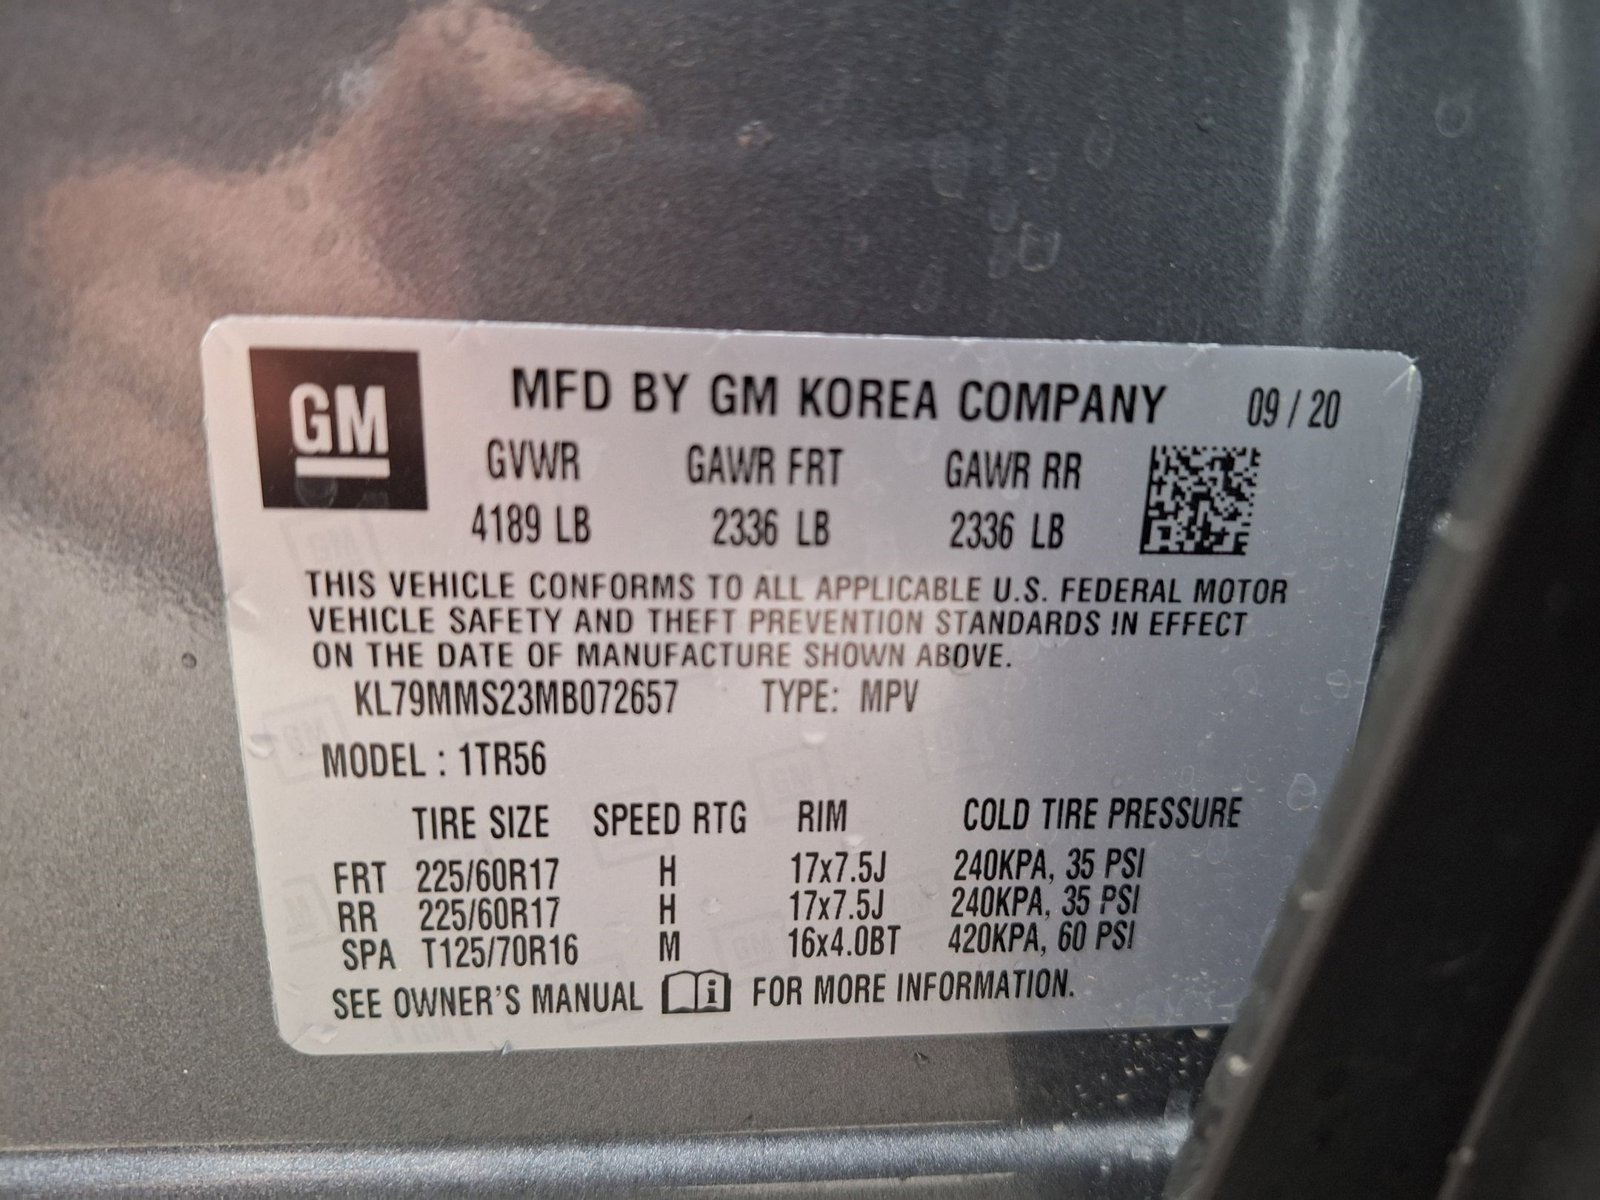 GM
MFD BY GM KOREA COMPANY 09 / 20
GVWR GAWR FRT GAWR RR
4189 LB 2336 LB 2336 LB
THIS VEHICLE CONFORMS TO ALL APPLICABLE U.S. FEDERAL MOTOR
VEHICLE SAFETY AND THEFT PREVENTION STANDARDS IN EFFECT
ON THE DATE OF MANUFACTURE SHOWN ABOVE.
KL79MMS23MB072657 TYPE: MPV
MODEL : 1TR56
TIRE SIZE SPEED RTG RIM COLD TIRE PRESSURE
FRT 225/60R17 H 17x7.5J 240KPA, 35 PSI
RR 225/60R17 H 17x7.5J 240KPA, 35 PSI
SPA T125/70R16 M 16x4.0BT 420KPA, 60 PSI
SEE OWNER'S MANUAL i FOR MORE INFORMATION.